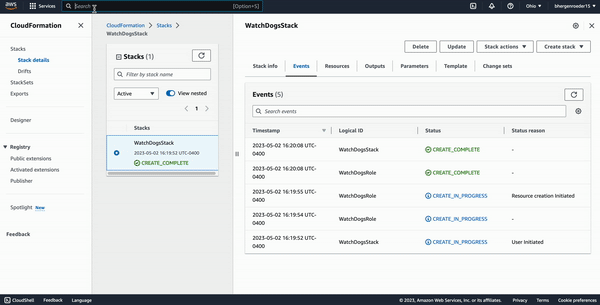 aws Services Search [Option+S] Ohio bhergenroeder15
CloudFormation
Stacks
Stack details
Drifts
StackSets
Exports
Designer
Registry
Public extensions
Activated extensions
Publisher
Spotlight New
Feedback
CloudFormation > Stacks >
WatchDogsStack
Stacks (1)
Filter by stack name
Active View nested
1
Stacks
WatchDogsStack
2023-05-02 16:19:52 UTC-0400
CREATE_COMPLETE
WatchDogsStack
Delete Update Stack actions Create stack
Stack info Events Resources Outputs Parameters Template Change sets
Events (5)
Search events
Timestamp Logical ID Status Status reason
2023-05-02 16:20:08 UTC-
0400 WatchDogsStack CREATE_COMPLETE -
2023-05-02 16:20:08 UTC-
0400 WatchDogsRole CREATE_COMPLETE -
2023-05-02 16:19:55 UTC-
0400 WatchDogsRole CREATE_IN_PROGRESS Resource creation Initiated
2023-05-02 16:19:54 UTC-
0400 WatchDogsRole CREATE_IN_PROGRESS -
2023-05-02 16:19:52 UTC-
0400 WatchDogsStack CREATE_IN_PROGRESS User Initiated
CloudShell Feedback Language © 2023, Amazon Web Services, Inc. or its affiliates. Privacy Terms Cookie preferences